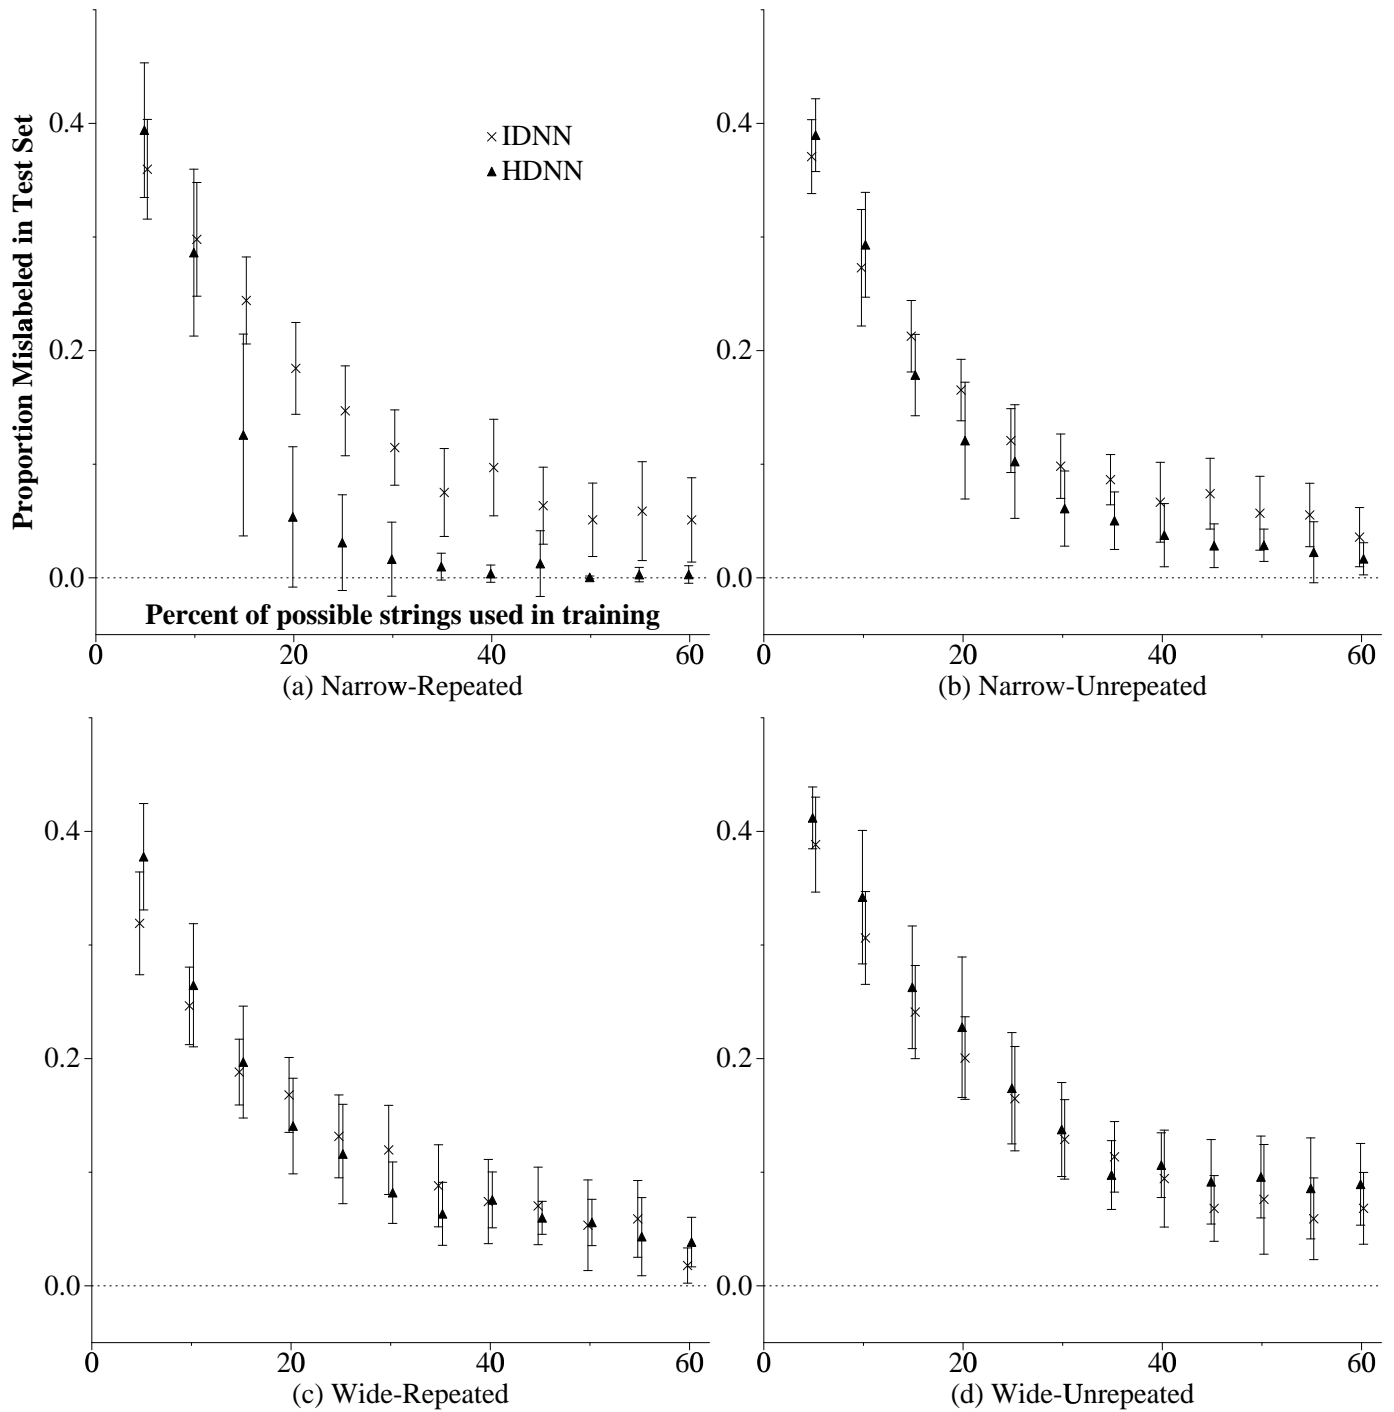 Proportion Mislabeled in Test Set
0.4
0.2
0.0
× IDNN
▲ HDNN
Percent of possible strings used in training
0 20 40 60
(a) Narrow-Repeated
0.4
0.2
0.0
0 20 40 60
(b) Narrow-Unrepeated
0.4
0.2
0.0
0 20 40 60
(c) Wide-Repeated
0.4
0.2
0.0
0 20 40 60
(d) Wide-Unrepeated